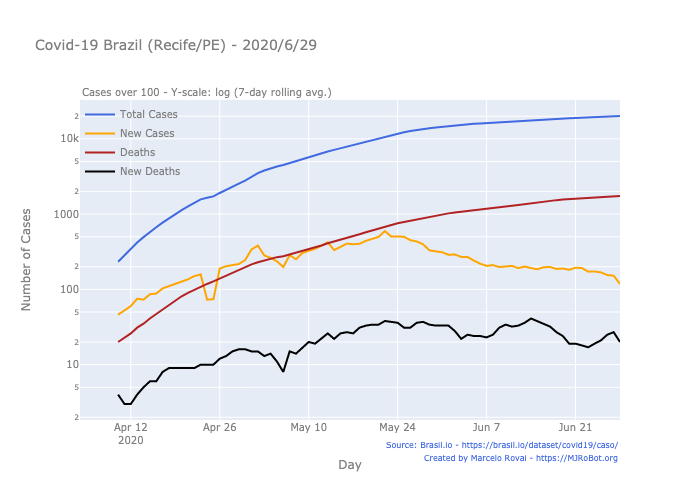 Covid-19 Brazil (Recife/PE) - 2020/6/29
Cases over 100 - Y-scale: log (7-day rolling avg.)
Total Cases
New Cases
Deaths
New Deaths
Number of Cases
2
10k
5
2
1000
5
2
100
5
2
10
5
2
Apr 12
2020
Apr 26
May 10
May 24
Jun 7
Jun 21
Day
Source: Brasil.io - https://brasil.io/dataset/covid19/caso/
Created by Marcelo Rovai - https://MJRoBot.org